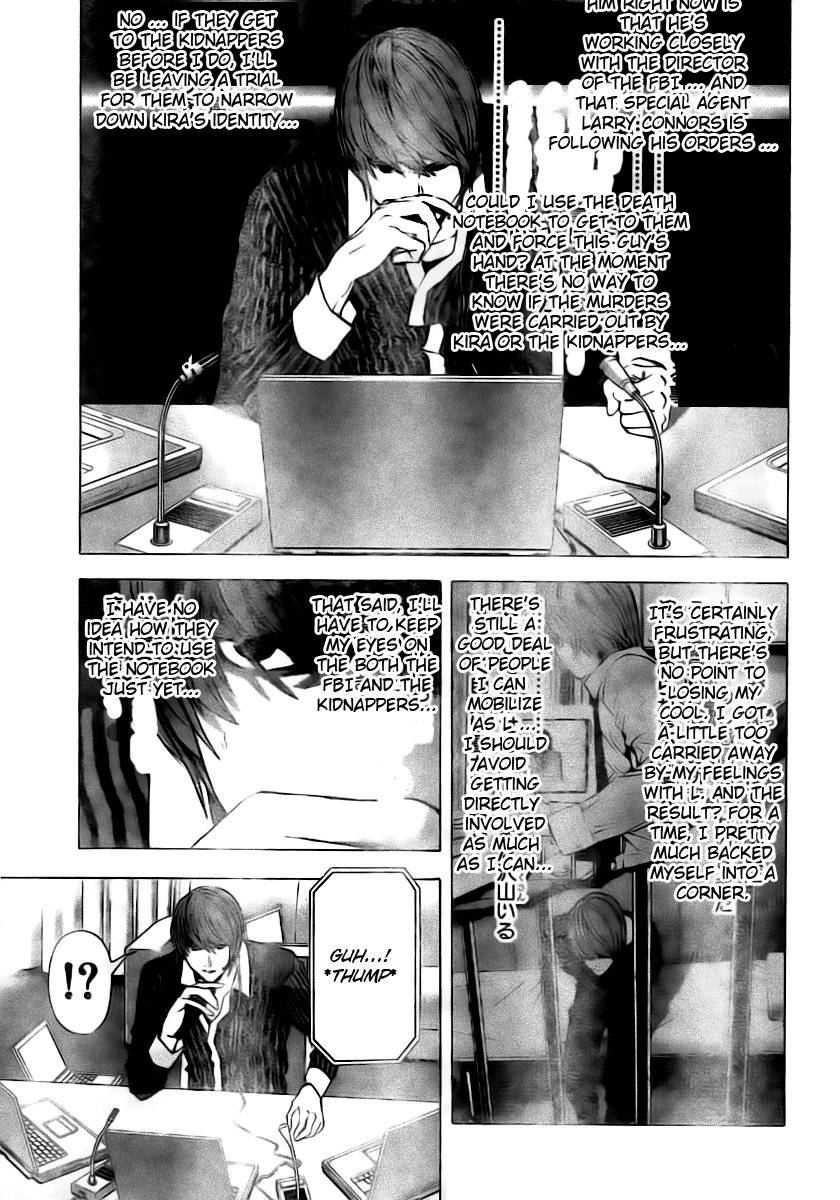 HIM RIGHT NOW IS
THAT HE'S
WORKING CLOSELY
WITH THE DIRECTOR
OF THE FBI ... AND
THAT SPECIAL AGENT
LARRY CONNORS IS
FOLLOWING HIS ORDERS ...
NO ... IF THEY GET
TO THE KIDNAPPERS
BEFORE I DO, I'LL
BE LEAVING A TRIAL
FOR THEM TO NARROW
DOWN KIRA'S IDENTITY...
COULD I USE THE DEATH
NOTEBOOK TO GET TO THEM
AND FORCE THIS GUY'S
HAND? AT THE MOMENT
THERE'S NO WAY TO
KNOW IF THE MURDERS
WERE CARRIED OUT BY
KIRA OR THE KIDNAPPERS...
IT'S CERTAINLY
FRUSTRATING,
BUT THERE'S
NO POINT TO
LOSING MY
COOL. I GOT
A LITTLE TOO
CARRIED AWAY
BY MY FEELINGS
WITH L. AND THE
RESULT? FOR A
TIME, I PRETTY
MUCH BACKED
MYSELF INTO A
CORNER.
THERE'S
STILL A
GOOD DEAL
OF PEOPLE
I CAN
MOBILIZE
AS L ...
I SHOULD
AVOID
GETTING
DIRECTLY
INVOLVED
AS MUCH
AS I CAN...
山いる
THAT SAID, I'LL
HAVE TO KEEP
MY EYES ON
THE BOTH THE
FBI AND THE
KIDNAPPERS...
I HAVE NO
IDEA HOW THEY
INTEND TO USE
THE NOTEBOOK
JUST YET...
GUH...!
*THUMP*
!?